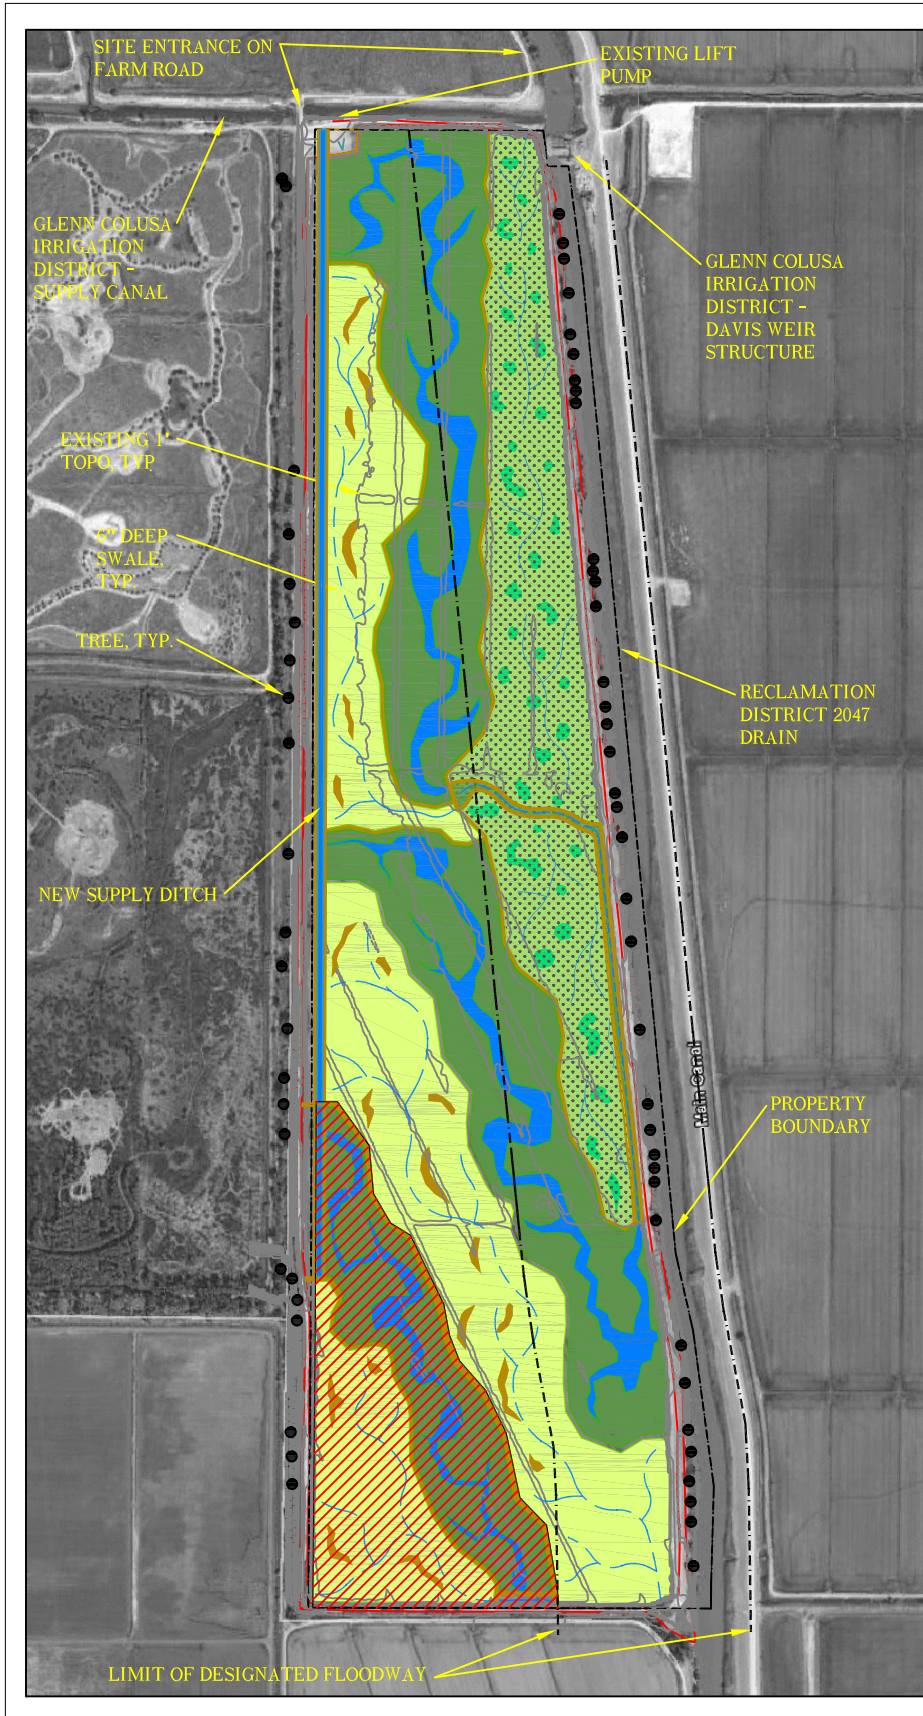 SITE ENTRANCE ON
FARM ROAD
EXISTING LIFT
PUMP
GLENN COLUSA
IRRIGATION
DISTRICT -
SUPPLY CANAL
GLENN COLUSA
IRRIGATION
DISTRICT -
DAVIS WEIR
STRUCTURE
EXISTING 1'
TOPO, TYP.
6" DEEP
SWALE,
TYP.
TREE, TYP.
RECLAMATION
DISTRICT 2047
DRAIN
NEW SUPPLY DITCH
Main Canal
PROPERTY
BOUNDARY
LIMIT OF DESIGNATED FLOODWAY